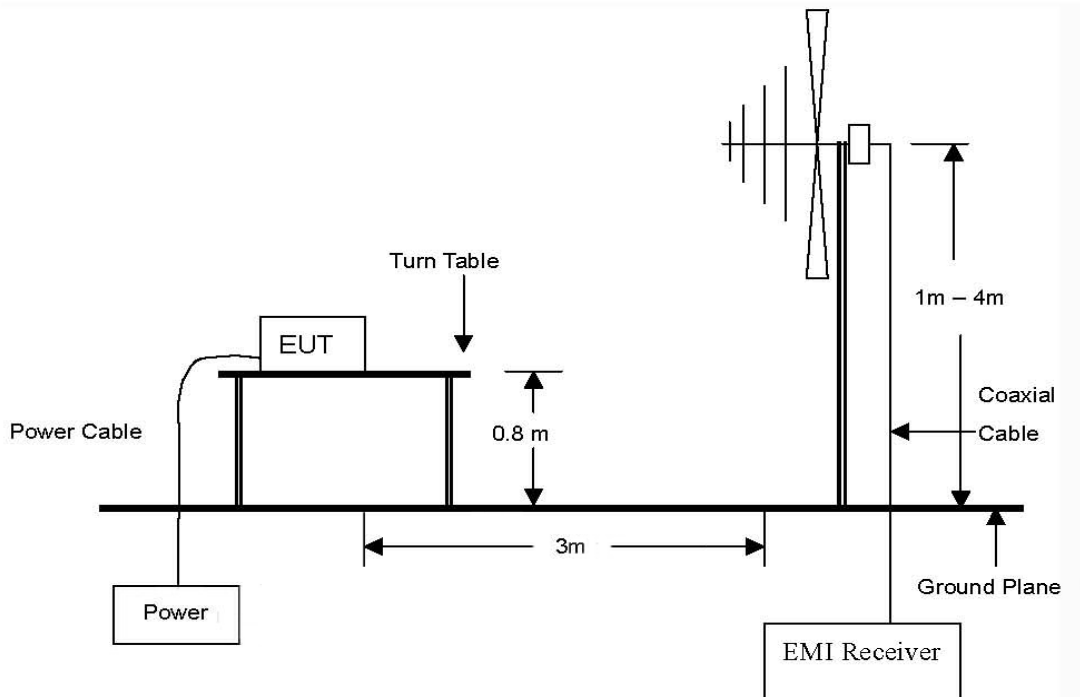 Turn Table
EUT
1m – 4m
Coaxial
Cable
Power Cable
0.8 m
3m
Ground Plane
Power
EMI Receiver